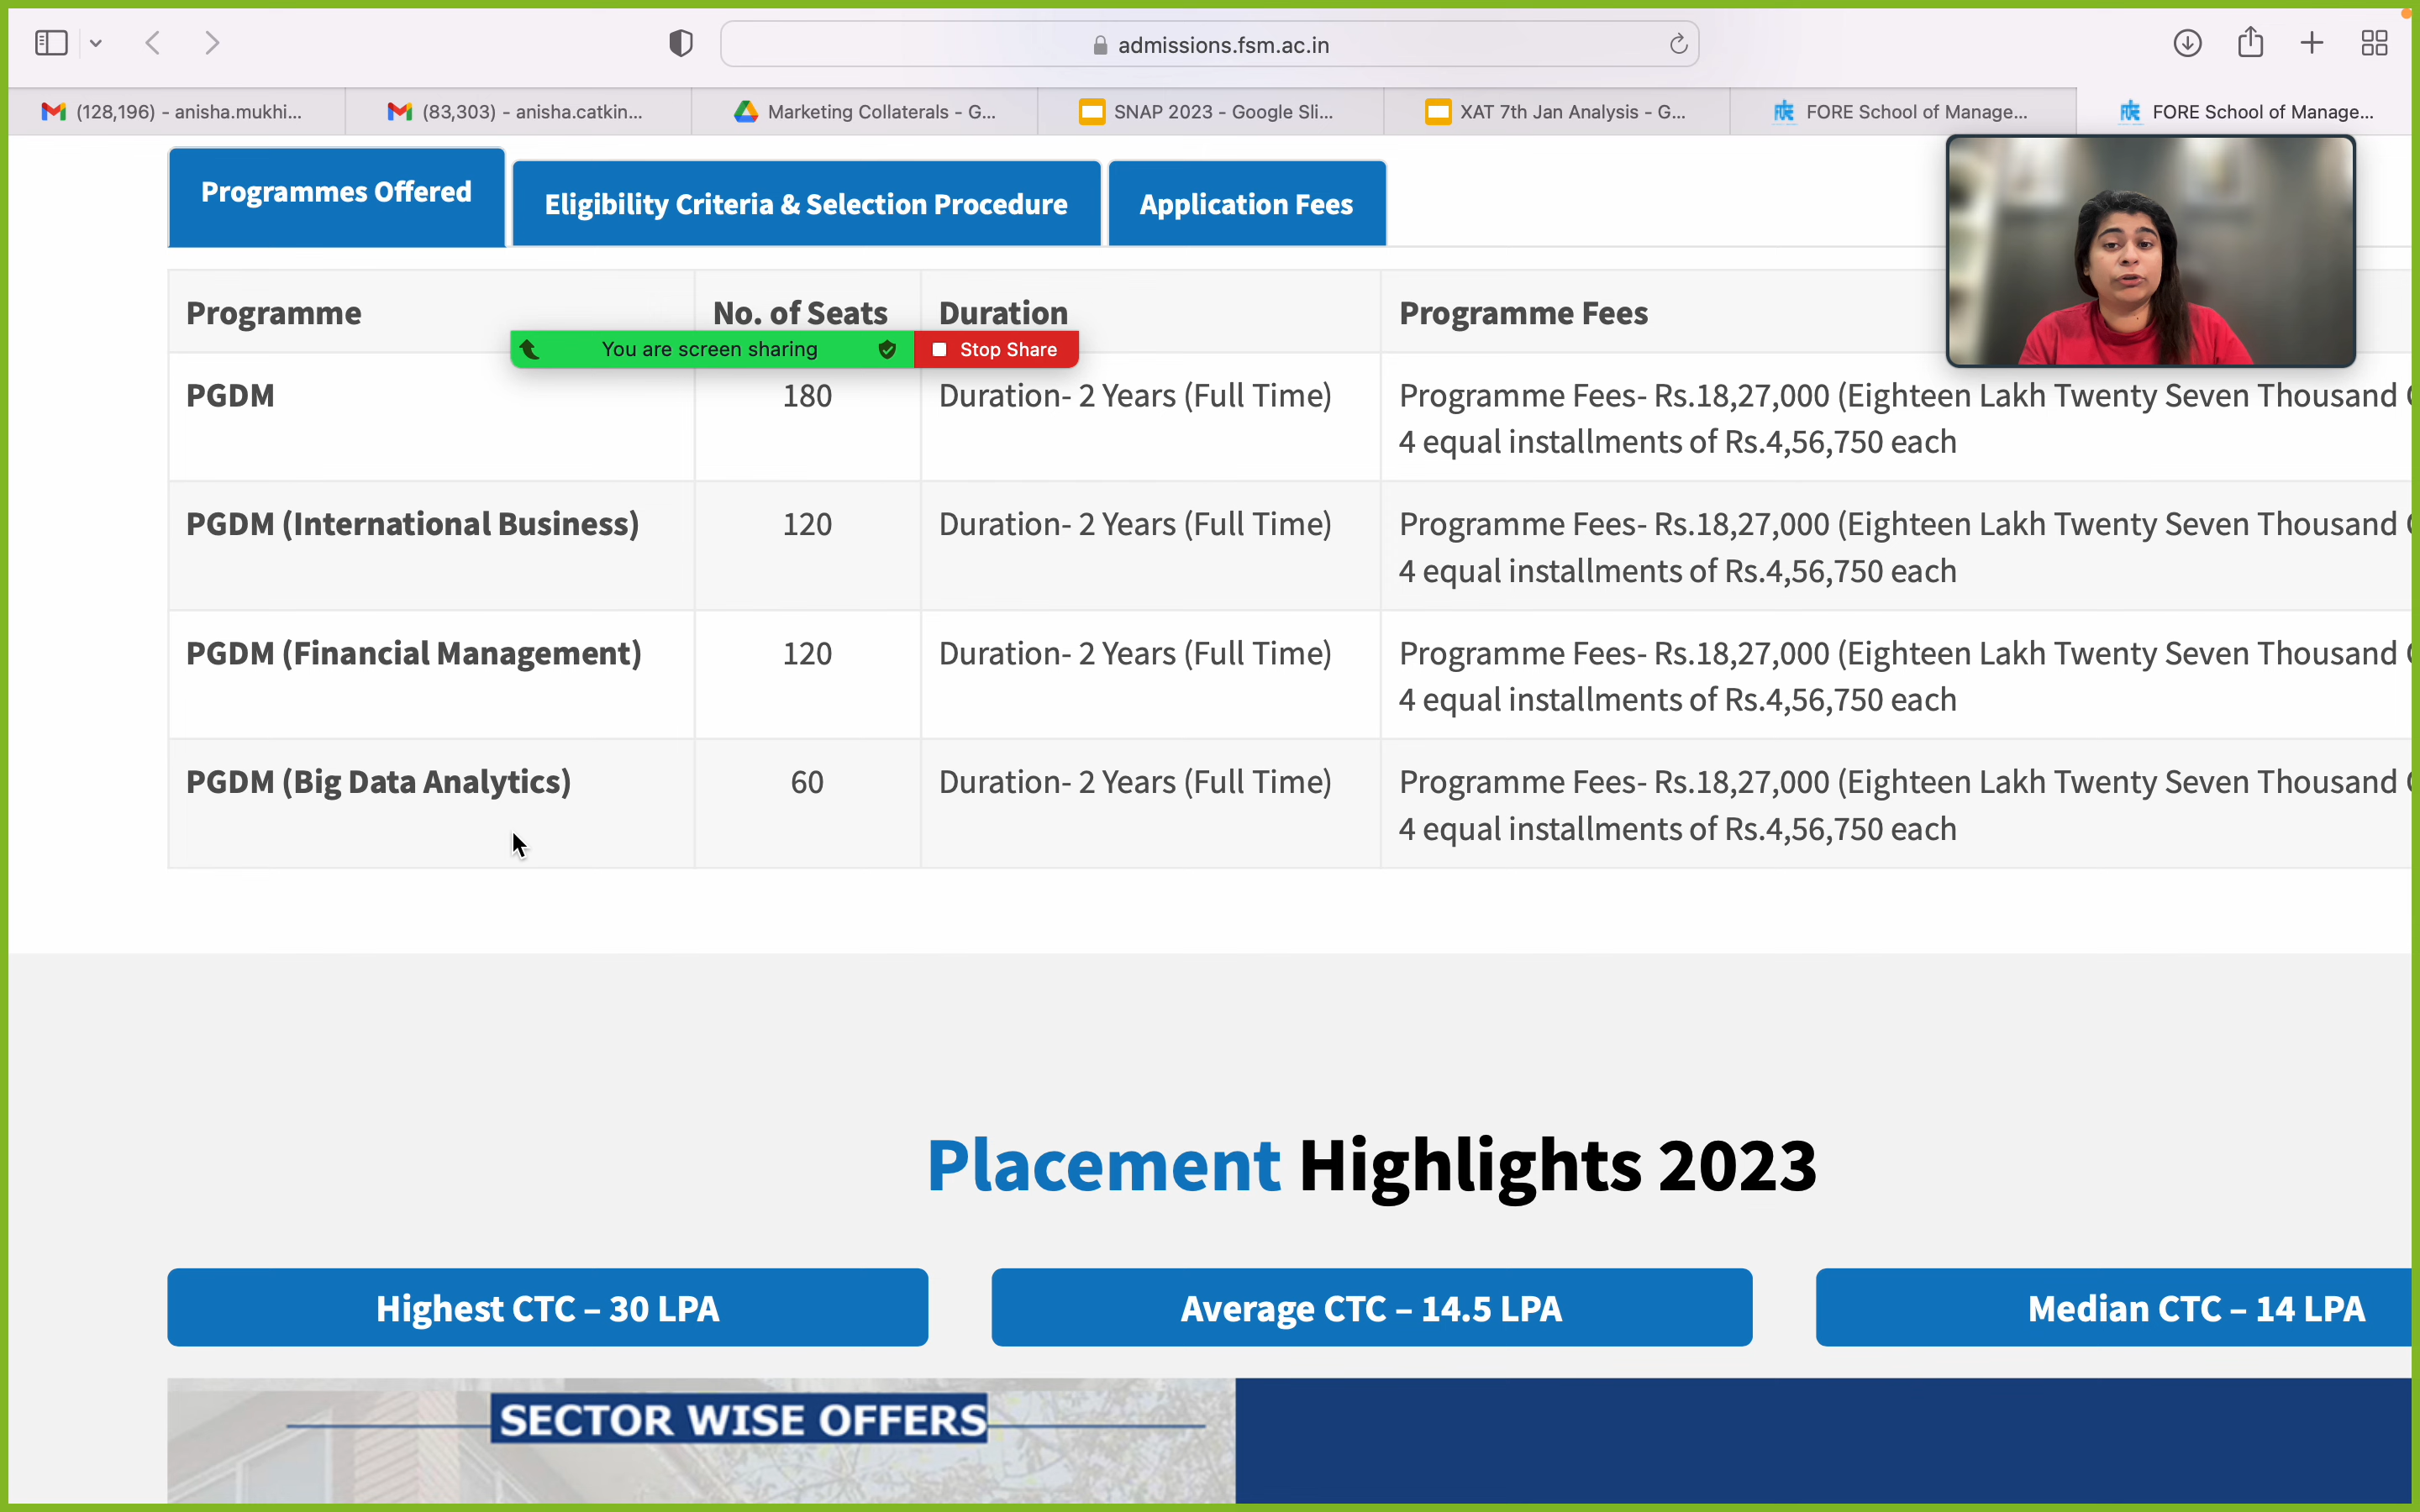 admissions.fsm.ac.in
(128,196) - anisha.mukhi...
(83,303) - anisha.catkin...
Marketing Collaterals - G...
SNAP 2023 - Google Sli...
XAT 7th Jan Analysis - G...
FORE School of Manage...
FORE School of Manage...
Programmes Offered
Eligibility Criteria & Selection Procedure
Application Fees
Programme
No. of Seats
Duration
Programme Fees
You are screen sharing
Stop Share
PGDM
180
Duration- 2 Years (Full Time)
Programme Fees- Rs.18,27,000 (Eighteen Lakh Twenty Seven Thousand
4 equal installments of Rs.4,56,750 each
PGDM (International Business)
120
Duration- 2 Years (Full Time)
Programme Fees- Rs.18,27,000 (Eighteen Lakh Twenty Seven Thousand
4 equal installments of Rs.4,56,750 each
PGDM (Financial Management)
120
Duration- 2 Years (Full Time)
Programme Fees- Rs.18,27,000 (Eighteen Lakh Twenty Seven Thousand
4 equal installments of Rs.4,56,750 each
PGDM (Big Data Analytics)
60
Duration- 2 Years (Full Time)
Programme Fees- Rs.18,27,000 (Eighteen Lakh Twenty Seven Thousand
4 equal installments of Rs.4,56,750 each
Placement Highlights 2023
Highest CTC – 30 LPA
Average CTC – 14.5 LPA
Median CTC – 14 LPA
SECTOR WISE OFFERS